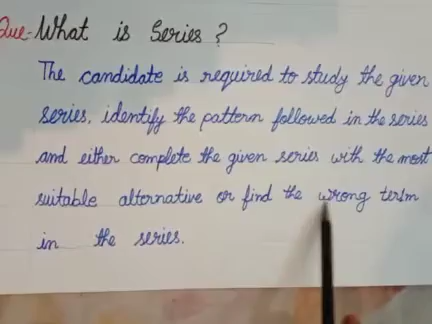 Que- What is Series ?
The candidate is required to study the given
series, identify the pattern followed in the series
and either complete the given series with the most
suitable alternative or find the wrong term
in the series.